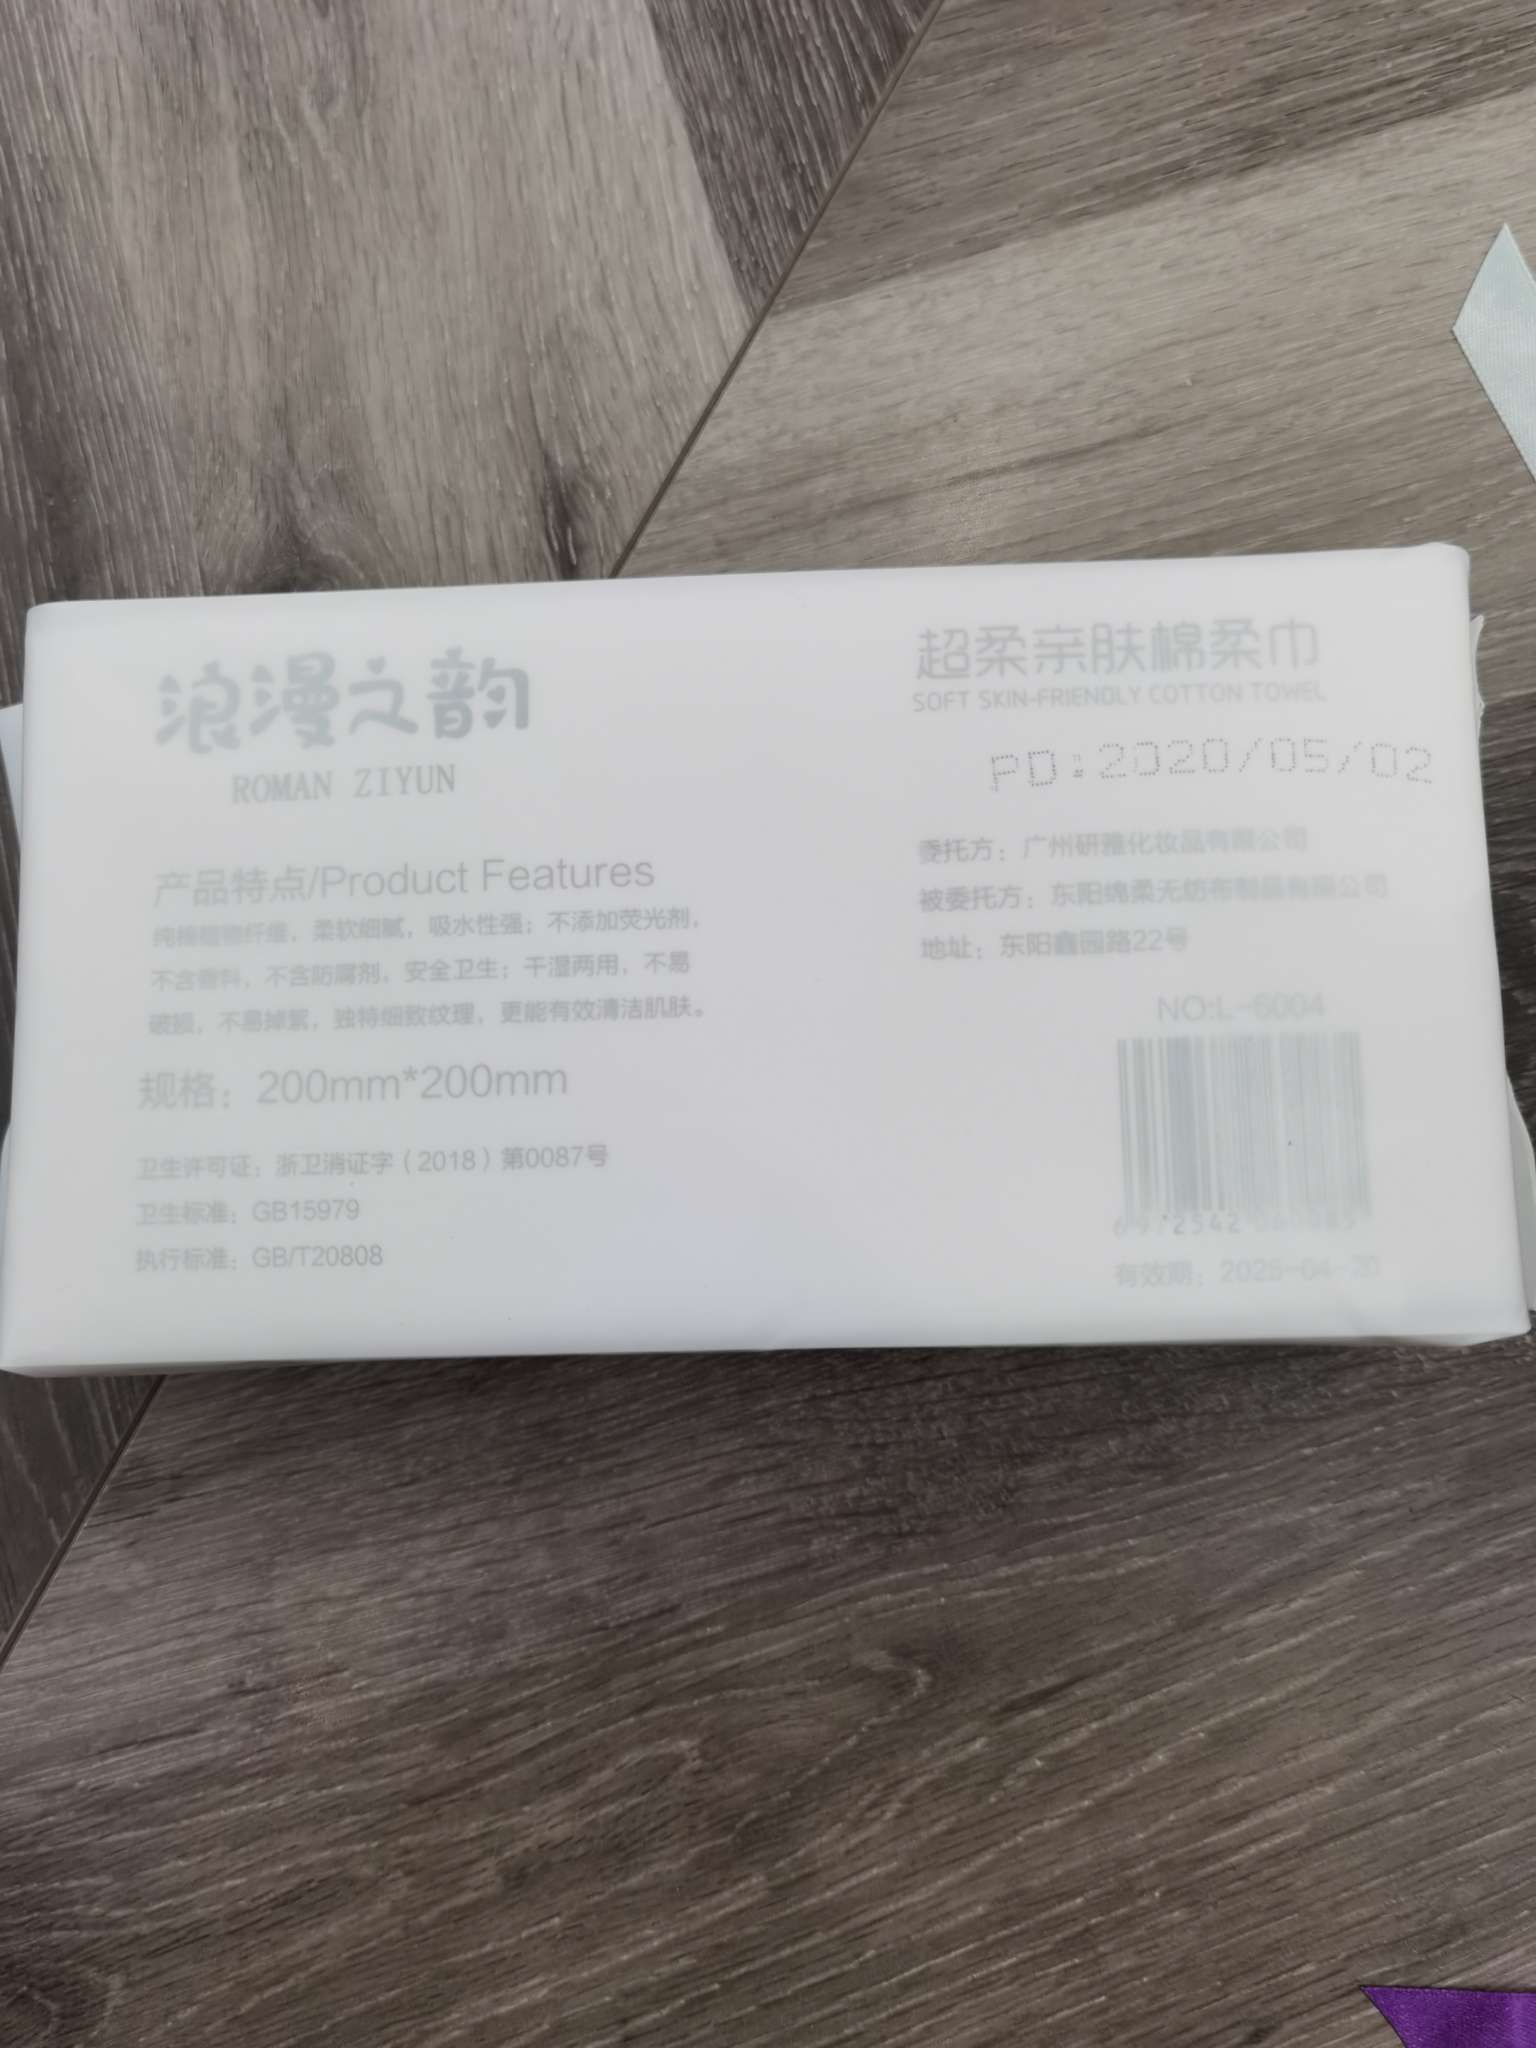 浪漫之韵
ROMAN ZIYUN
产品特点/Product Features
纯棉植物纤维，柔软细腻，吸水性强；不添加荧光剂，
不含香料，不含防腐剂，安全卫生；干湿两用，不易
破损，不易掉絮，独特细致纹理，更能有效清洁肌肤。
规格：200mm*200mm
卫生许可证：浙卫消证字（2018）第0087号
卫生标准：GB15979
执行标准：GB/T20808
超柔亲肤棉柔巾
SOFT SKIN-FRIENDLY COTTON TOWEL
PD:2020/05/02
委托方：广州研雅化妆品有限公司
被委托方：东阳绵柔无纺布制品有限公司
地址：东阳鑫园路22号
NO:L-6004
有效期：2025-04-20